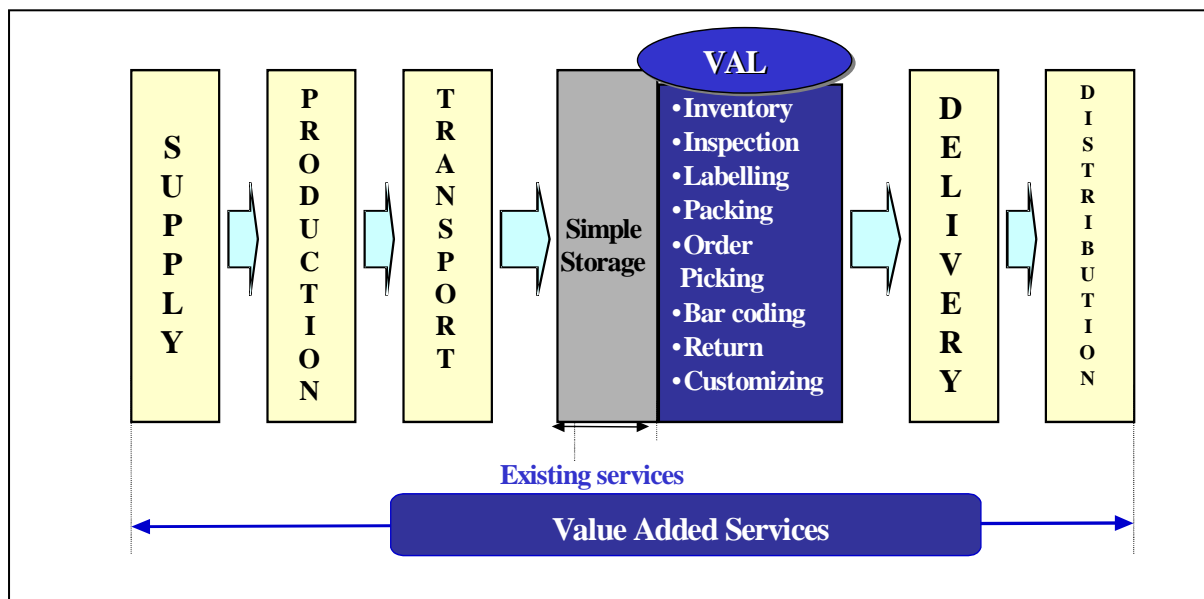 SUPPLY
PRODUCTION
TRANSPORT
Simple
Storage
VAL
•Inventory
•Inspection
•Labelling
•Packing
•Order
Picking
•Bar coding
•Return
•Customizing
DELIVERY
DISTRIBUTION
Existing services
Value Added Services